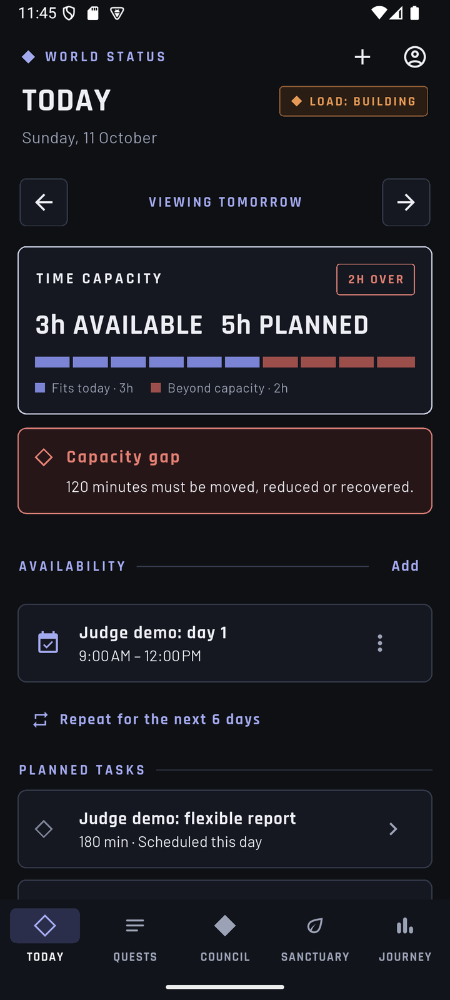 11:45
WORLD STATUS
TODAY
LOAD: BUILDING
Sunday, 11 October
VIEWING TOMORROW
TIME CAPACITY
2H OVER
3h AVAILABLE 5h PLANNED
Fits today · 3h Beyond capacity · 2h
Capacity gap
120 minutes must be moved, reduced or recovered.
AVAILABILITY
Add
Judge demo: day 1
9:00 AM – 12:00 PM
Repeat for the next 6 days
PLANNED TASKS
Judge demo: flexible report
180 min · Scheduled this day
TODAY QUESTS COUNCIL SANCTUARY JOURNEY